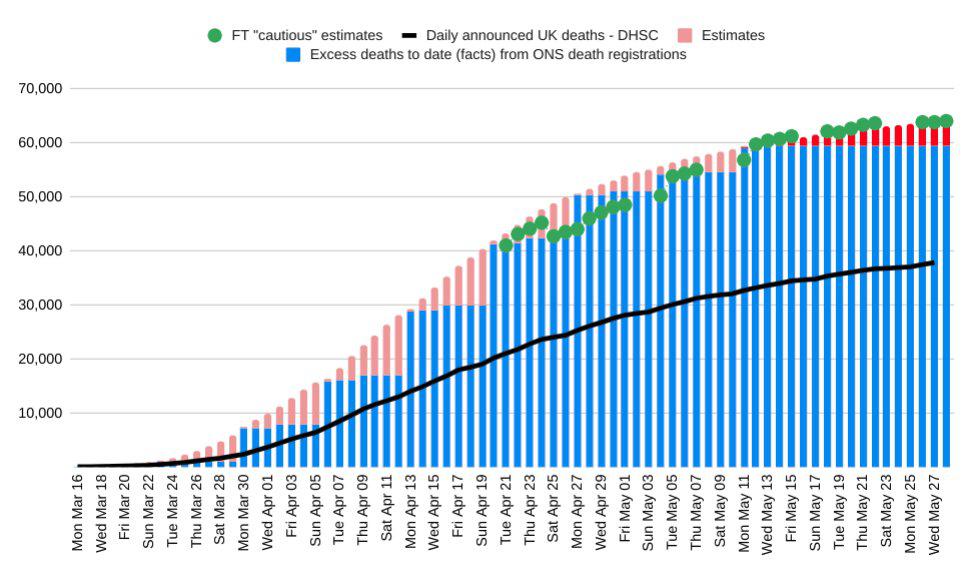 FT "cautious" estimates Daily announced UK deaths - DHSC Estimates
Excess deaths to date (facts) from ONS death registrations
70,000
60,000
50,000
40,000
30,000
20,000
10,000
Mon Mar 16
Wed Mar 18
Fri Mar 20
Sun Mar 22
Tue Mar 24
Thu Mar 26
Sat Mar 28
Mon Mar 30
Wed Apr 01
Fri Apr 03
Sun Apr 05
Tue Apr 07
Thu Apr 09
Sat Apr 11
Mon Apr 13
Wed Apr 15
Fri Apr 17
Sun Apr 19
Tue Apr 21
Thu Apr 23
Sat Apr 25
Mon Apr 27
Wed Apr 29
Fri May 01
Sun May 03
Tue May 05
Thu May 07
Sat May 09
Mon May 11
Wed May 13
Fri May 15
Sun May 17
Tue May 19
Thu May 21
Sat May 23
Mon May 25
Wed May 27